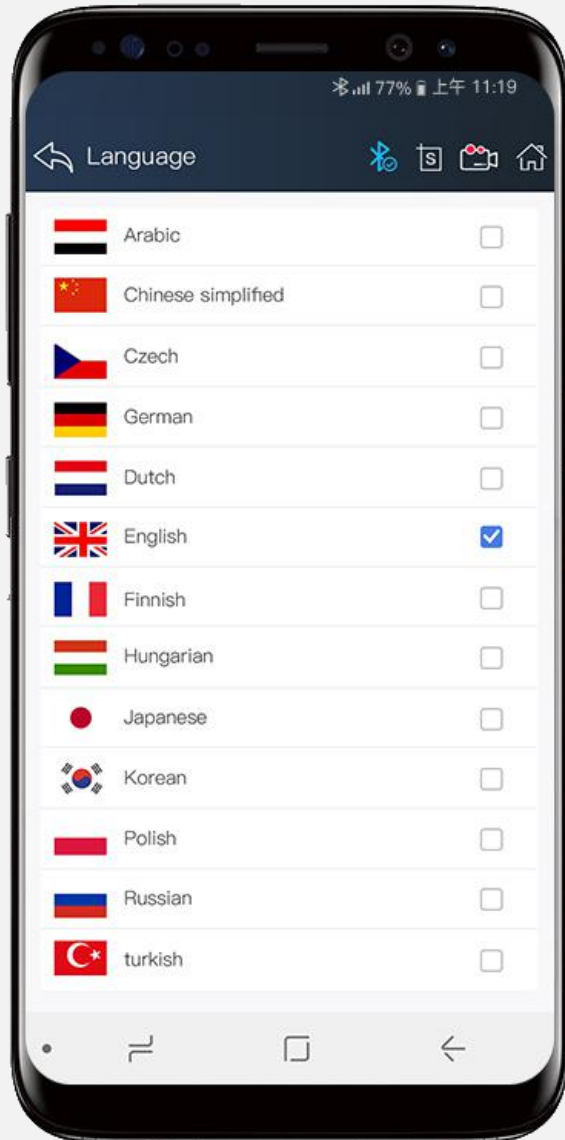 77% 上午 11:19
Language
S
Arabic
Chinese simplified
Czech
German
Dutch
English
Finnish
Hungarian
Japanese
Korean
Polish
Russian
turkish